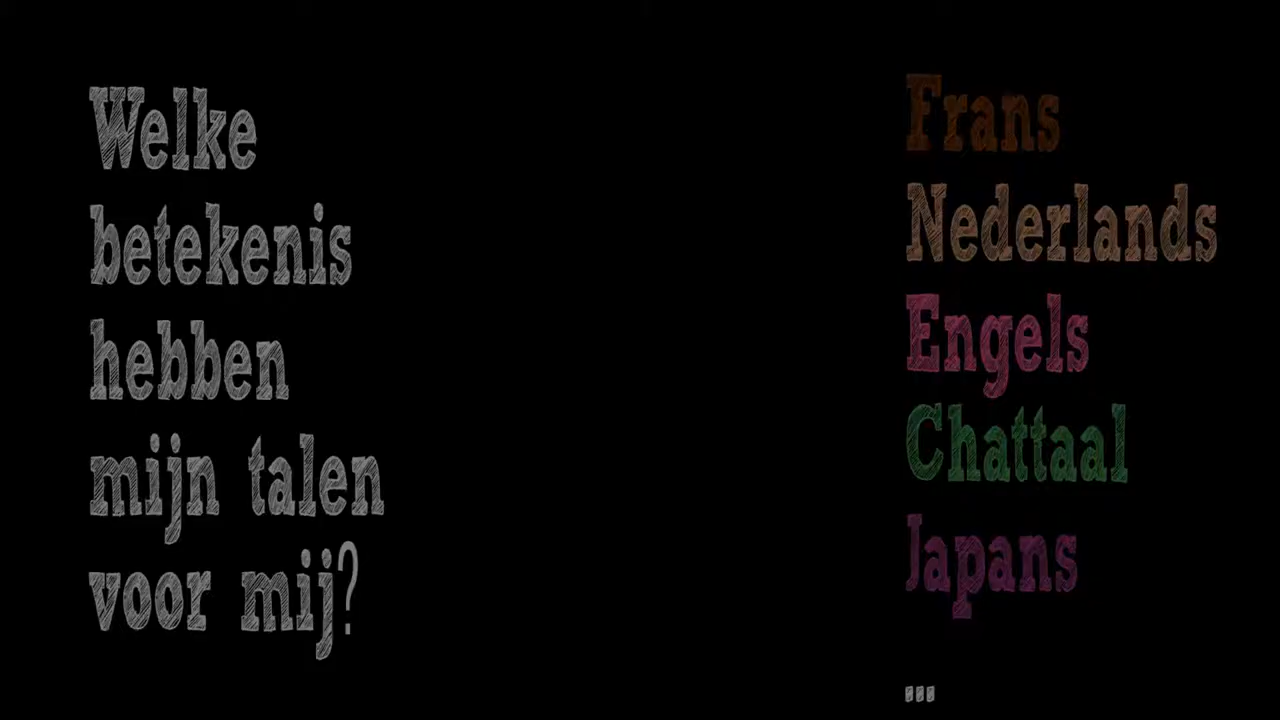 Welke
betekenis
hebben
mijn talen
voor mij?
Frans
Nederlands
Engels
Chattaal
Japans
...